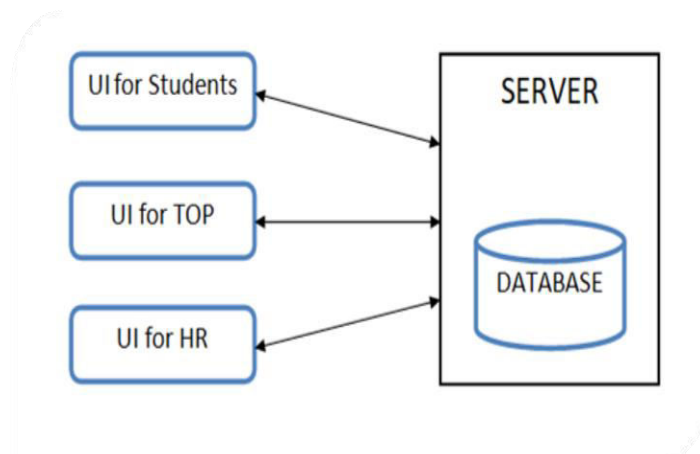 UI for Students
SERVER
UI for TOP
DATABASE
UI for HR